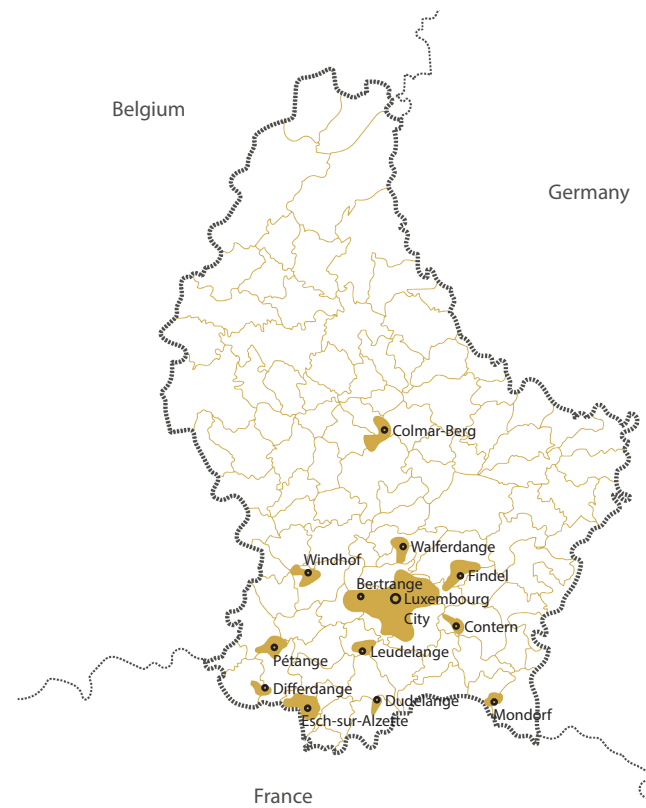 Belgium
Germany
Colmar-Berg
Walferdange
Windhof
Findel
Bertrange
Luxembourg
City
Contern
Leudelange
Pétange
Differdange
Dudelange
Esch-sur-Alzette
Mondorf
France